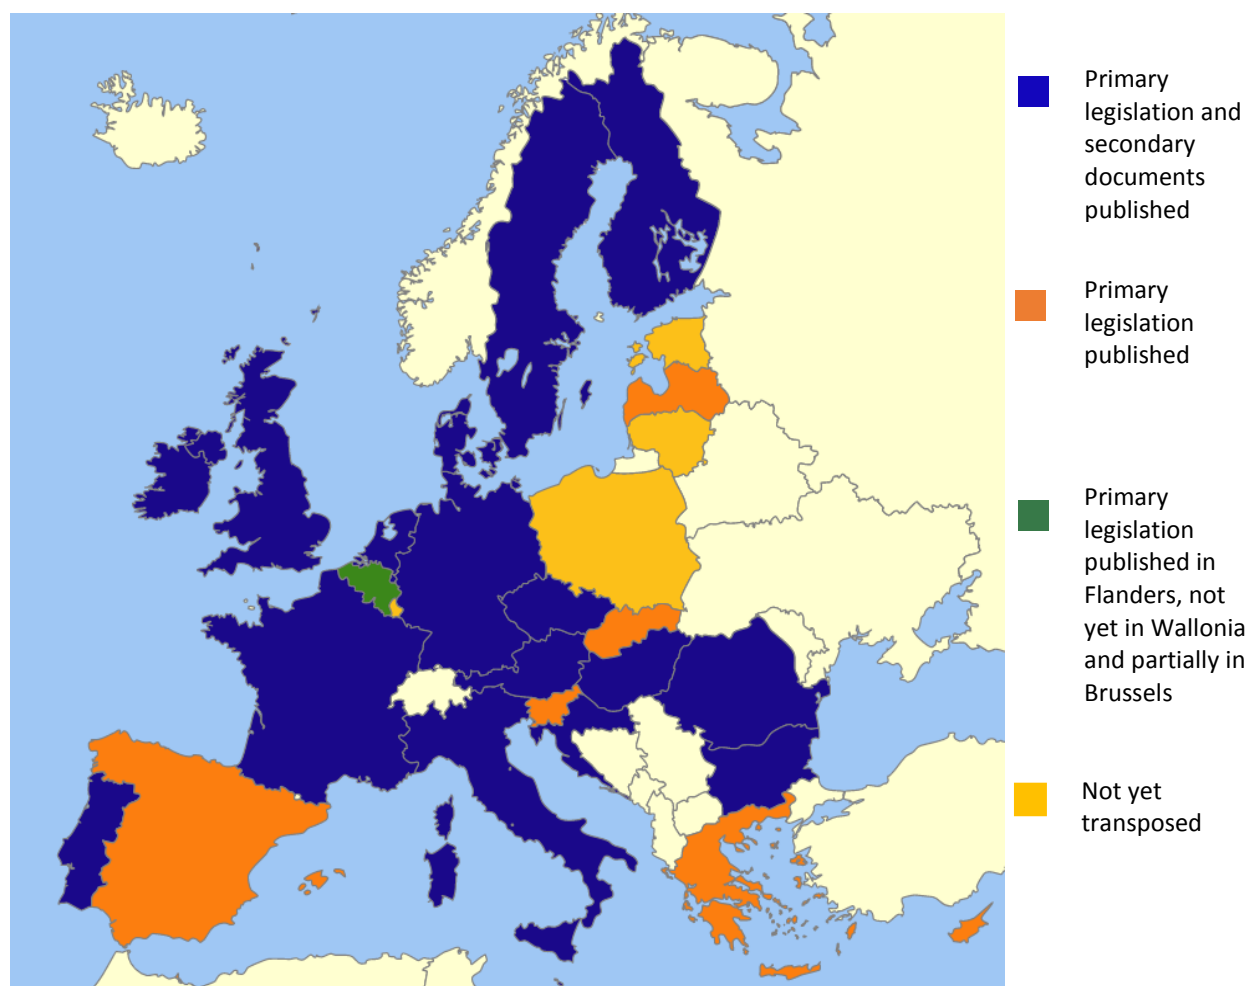 Primary
legislation and
secondary
documents
published
Primary
legislation
published
Primary
legislation
published in
Flanders, not
yet in Wallonia
and partially in
Brussels
Not yet
transposed